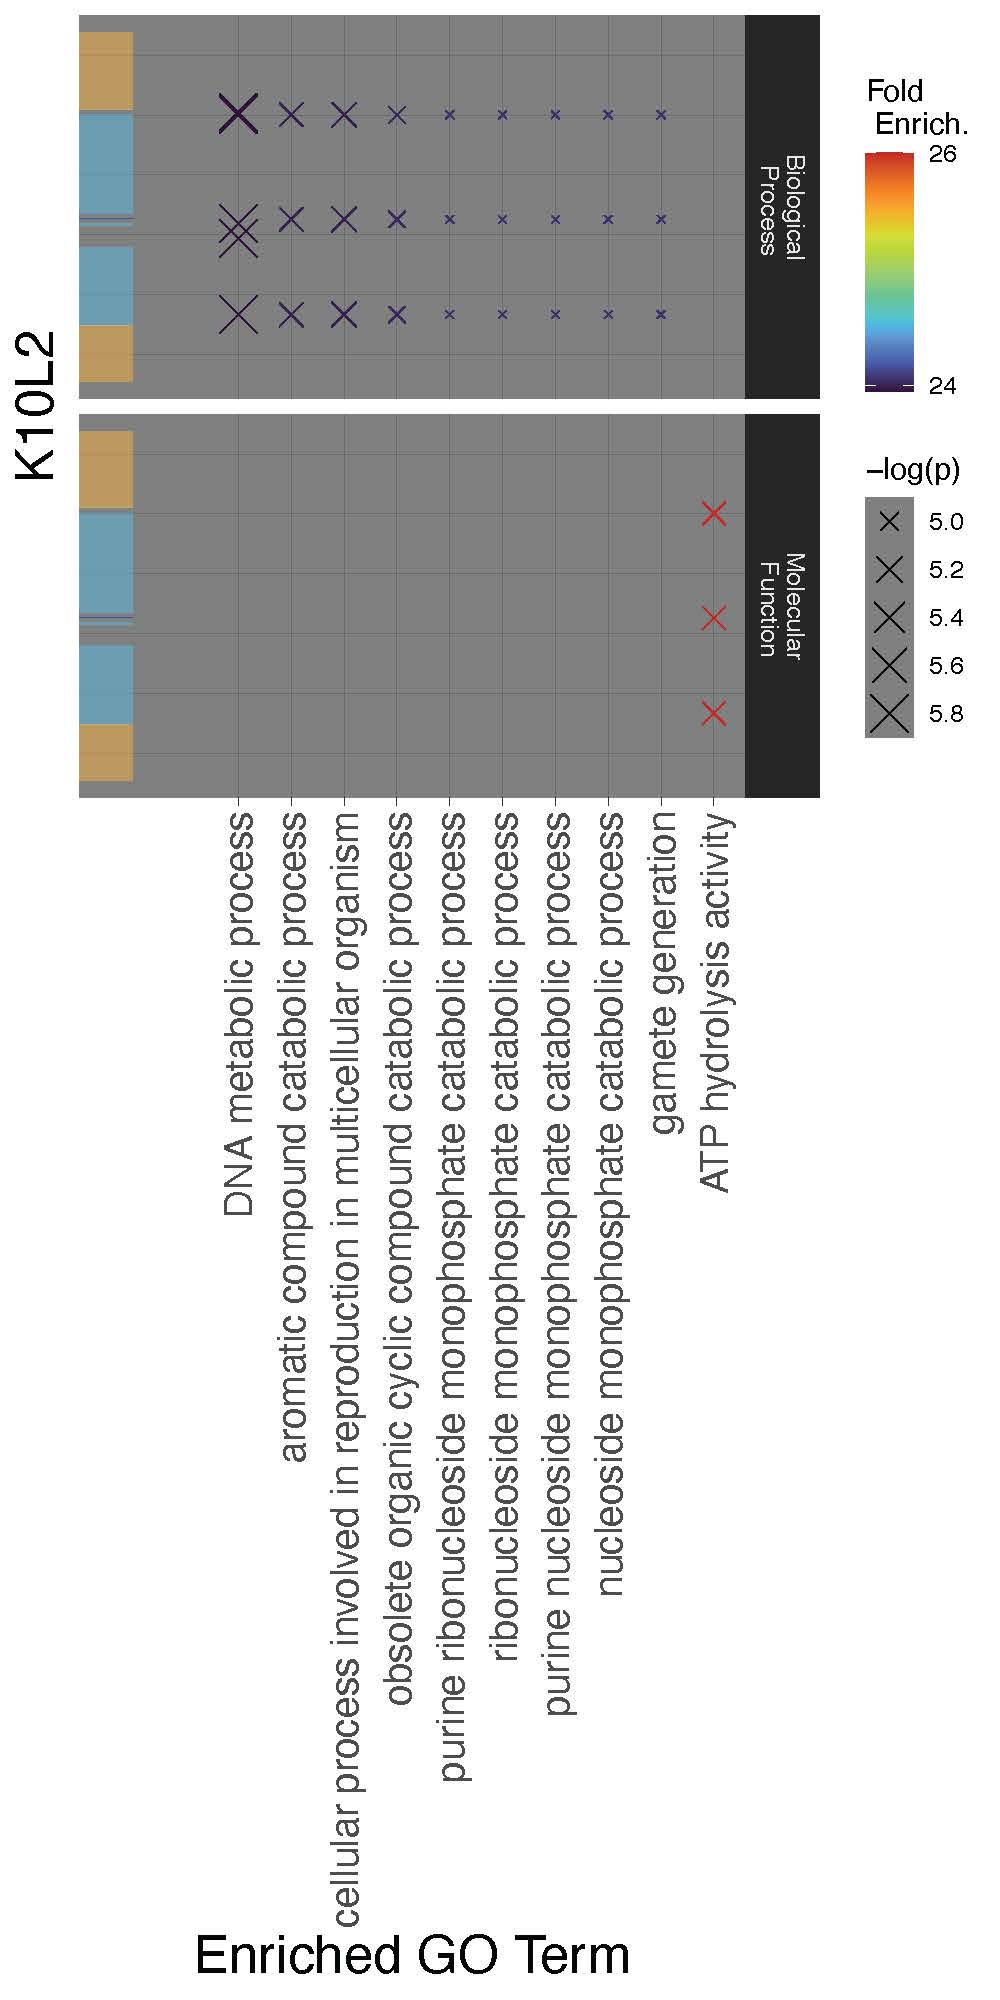 K10L2
Biological
Process
Molecular
Function
Fold
Enrich.
26
24
−log(p)
5.0
5.2
5.4
5.6
5.8
DNA metabolic process
aromatic compound catabolic process
cellular process involved in reproduction in multicellular organism
obsolete organic cyclic compound catabolic process
purine ribonucleoside monophosphate catabolic process
ribonucleoside monophosphate catabolic process
purine nucleoside monophosphate catabolic process
nucleoside monophosphate catabolic process
gamete generation
ATP hydrolysis activity
Enriched GO Term